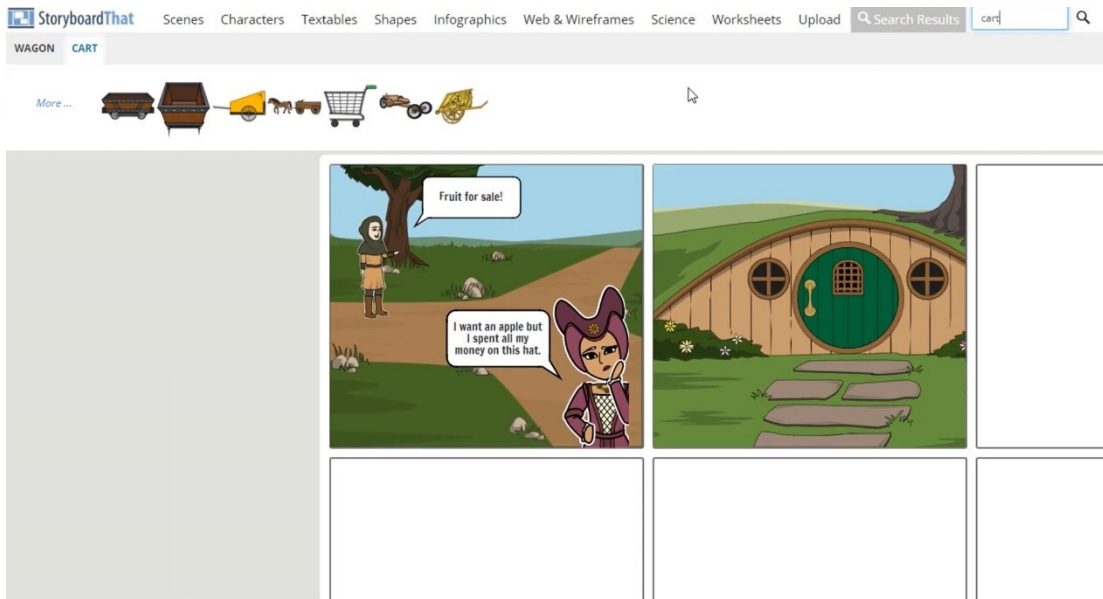 StoryboardThat Scenes Characters Textables Shapes Infographics Web & Wireframes Science Worksheets Upload Search Results cart
WAGON CART
More ...
Fruit for sale!
I want an apple but
I spent all my
money on this hat.